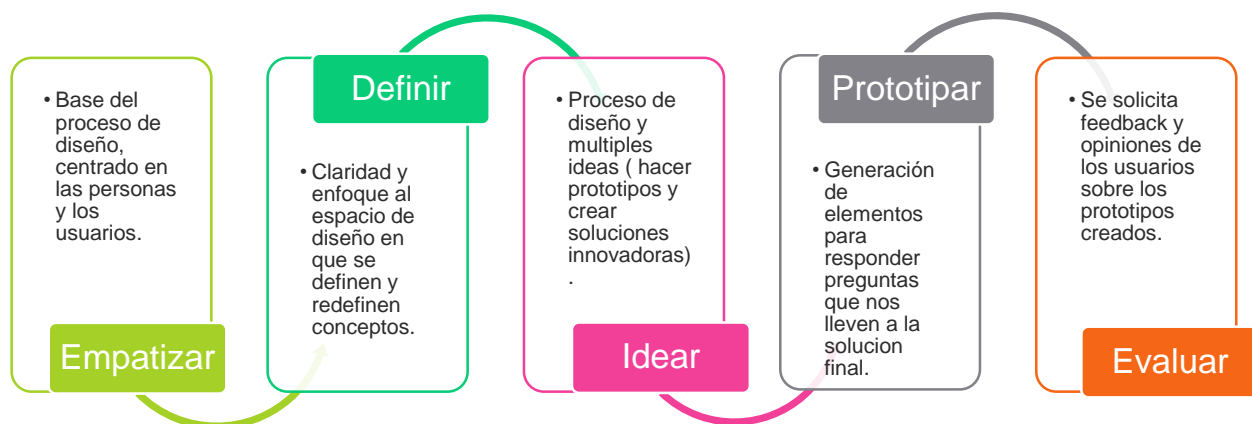 • Base del
proceso de
diseño,
centrado en
las personas
y los
usuarios.
Empatizar
Definir
• Claridad y
enfoque al
espacio de
diseño en
que se
definen y
redefinen
conceptos.
• Proceso de
diseño y
multiples
ideas ( hacer
prototipos y
crear
soluciones
innovadoras)
.
Idear
Prototipar
• Generación
de
elementos
para
responder
preguntas
que nos
lleven a la
solucion
final.
• Se solicita
feedback y
opiniones de
los usuarios
sobre los
prototipos
creados.
Evaluar